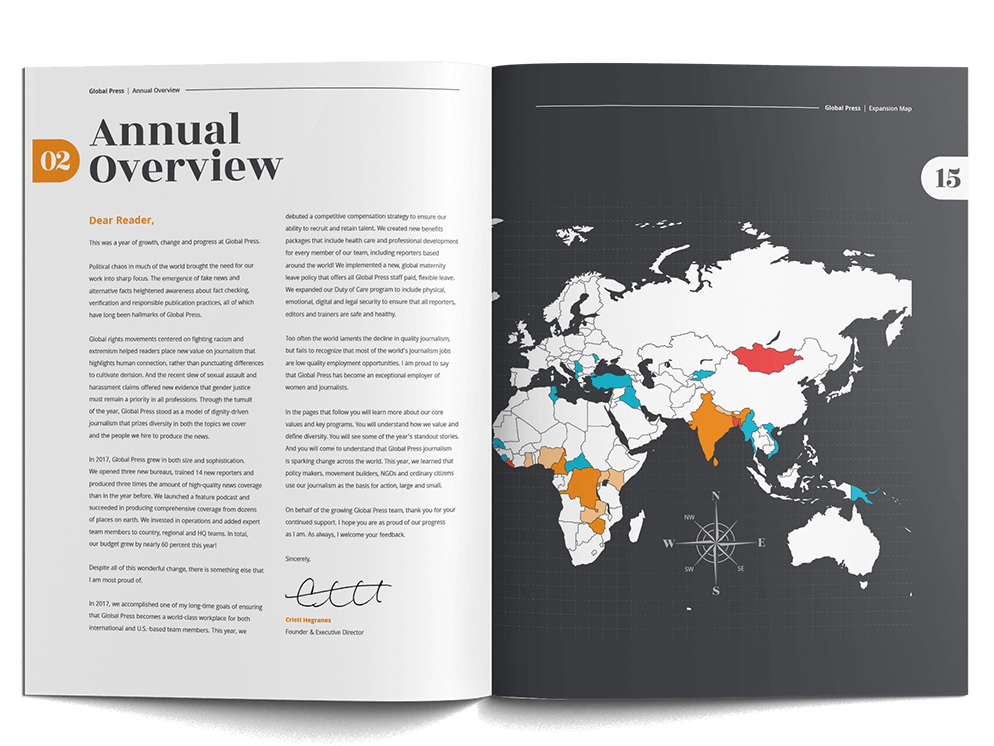 Global Press | Annual Overview
02
Annual
Overview
Dear Reader,
This was a year of growth, change and progress at Global Press.
Political chaos in much of the world brought the need for our
work into sharp focus. The emergence of fake news and
alternative facts heightened awareness about fact checking,
verification and responsible publication practices, all of which
have long been hallmarks of Global Press.
Global rights movements centered on fighting racism and
extremism helped readers place new value on journalism that
highlights human connection, rather than punctuating differences
to cultivate derision. And the recent slew of sexual assault and
harassment claims offered new evidence that gender justice
must remain a priority in all professions. Through the tumult
of the year, Global Press stood as a model of dignity driven
journalism that prizes diversity in both the topics we cover
and the people we hire to produce the news.
In 2017, Global Press grew in both size and sophistication.
We opened three new bureaus, trained 14 new reporters and
produced three times the amount of high-quality news coverage
than in the year before. We launched a feature podcast and
succeeded in producing comprehensive coverage from dozens
of places on earth. We invested in operations and added expert
team members to country, regional and HQ teams. In total,
our budget grew by nearly 60 percent this year!
Despite all of this wonderful change, there is something else that
I am most proud of.
In 2017, we accomplished one of my long-time goals of ensuring
that Global Press becomes a world-class workplace for both
international and U.S.-based team members. This year, we
debuted a competitive compensation strategy to ensure our
ability to recruit and retain talent. We created new benefits
packages that include health care and professional development
for every member of our team, including reporters based
around the world! We implemented a new, global maternity
leave policy that offers all Global Press staff paid, flexible leave.
We expanded our Duty of Care program to include physical,
emotional, digital and legal security to ensure that all reporters,
editors and trainers are safe and healthy.
Too often the world laments the decline in quality journalism,
but fails to recognize that most of the world's journalism jobs
are low-quality employment opportunities. I am proud to say
that Global Press has become an exceptional employer of
women and journalists.
In the pages that follow you will learn more about our core
values and key programs. You will understand how we value and
define diversity. You will see some of the year's standout stories.
And you will come to understand that Global Press journalism
is sparking change across the world. This year, we learned that
policy makers, movement builders, NGOs and ordinary citizens
use our journalism as the basis for action, large and small.
On behalf of the growing Global Press team, thank you for your
continued support. I hope you are as proud of our progress
as I am. As always, I welcome your feedback.
Sincerely,
Cristi Hegranes
Founder & Executive Director
Global Press | Expansion Map
15
N
NW
W
E
SW
SE
S